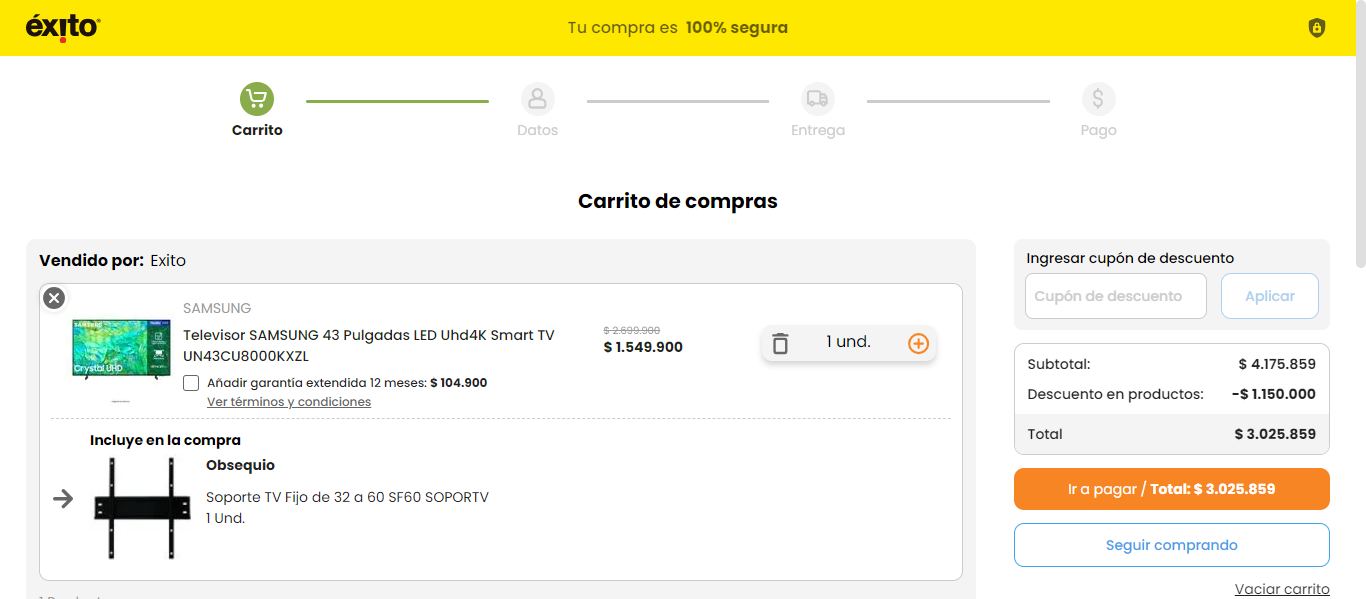 éxito
Tu compra es 100% segura
Carrito
Datos
Entrega
Pago
Carrito de compras
Vendido por: Exito
SAMSUNG
Televisor SAMSUNG 43 Pulgadas LED Uhd4K Smart TV
UN43CU8000KXZL
Añadir garantía extendida 12 meses: $ 104.900
Ver términos y condiciones
$ 2.699.900
$ 1.549.900
1 und.
SAMSUNG
Crystal UHD
Incluye en la compra
Obsequio
Soporte TV Fijo de 32 a 60 SF60 SOPORTV
1 Und.
Ingresar cupón de descuento
Cupón de descuento
Aplicar
Subtotal: $ 4.175.859
Descuento en productos: -$ 1.150.000
Total $ 3.025.859
Ir a pagar / Total: $ 3.025.859
Seguir comprando
Vaciar carrito